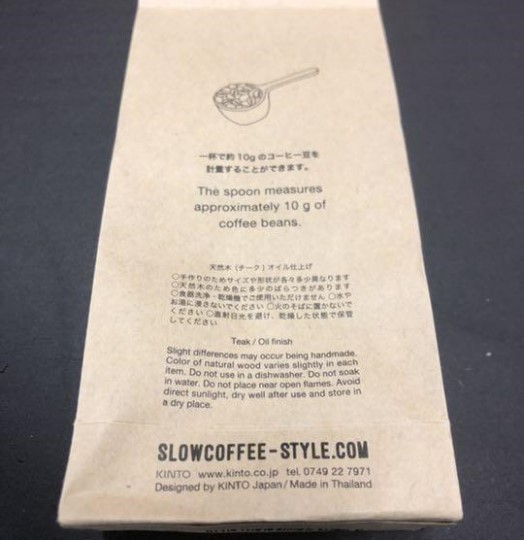 一杯で約10gのコーヒー豆を
計量することができます。
The spoon measures
approximately 10 g of
coffee beans.
天然木（チーク）オイル仕上げ
○手作りのためサイズや形状が各々多少異なります
○天然木のため色に多少のばらつきがあります
○食器洗浄・乾燥機でご使用いただけません ○水や
お湯に浸さないでください ○火のそばに置かないで
ください ○直射日光を避け、乾燥した状態で保管
してください
Teak / Oil finish
Slight differences may occur being handmade.
Color of natural wood varies slightly in each
item. Do not use in a dishwasher. Do not soak
in water. Do not place near open flames. Avoid
direct sunlight, dry well after use and store in
a dry place.
SLOWCOFFEE-STYLE.COM
KINTO www.kinto.co.jp tel. 0749 22 7971
Designed by KINTO Japan / Made in Thailand